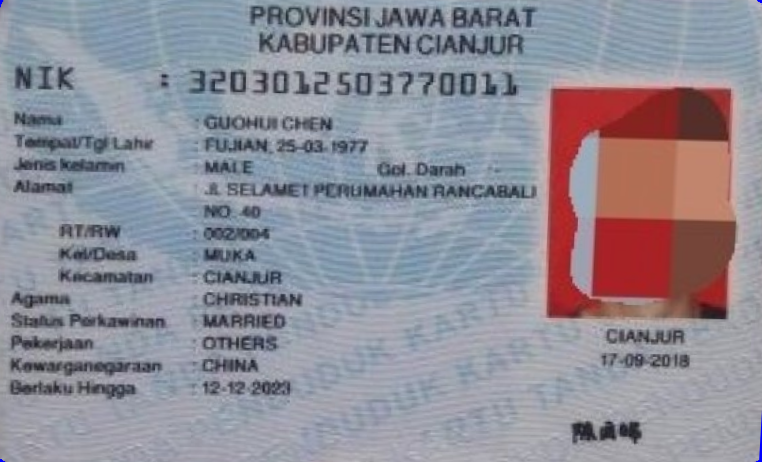 PROVINSI JAWA BARAT
KABUPATEN CIANJUR
NIK : 3203012503770011
Nama : GUOHUI CHEN
Tempat/Tgl Lahir : FUJIAN, 25-03-1977
Jenis kelamin : MALE Gol. Darah :-
Alamat : JL SELAMET PERUMAHAN RANCABALI
NO 40
RT/RW : 002/004
Kel/Desa : MUKA
Kecamatan : CIANJUR
Agama : CHRISTIAN
Status Perkawinan : MARRIED
Pekerjaan : OTHERS
Kewarganegaraan : CHINA
Berlaku Hingga : 12-12-2023
CIANJUR
17-09-2018